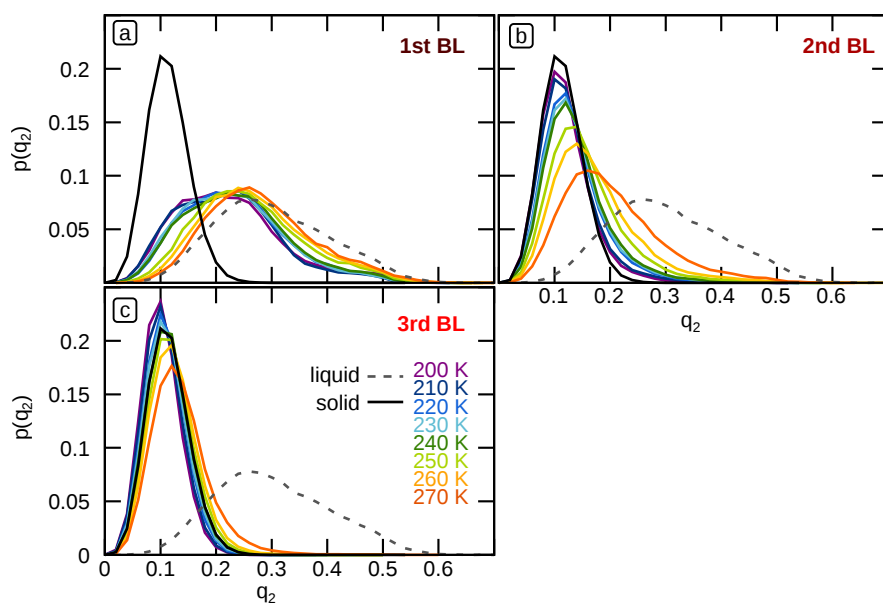 a
1st BL
b
2nd BL
p(q2)
0.2
0.15
0.1
0.05
0.1 0.2 0.3 0.4 0.5 0.6
q2
c
3rd BL
p(q2)
0.2
0.15
0.1
0.05
0
liquid
solid
200 K
210 K
220 K
230 K
240 K
250 K
260 K
270 K
0 0.1 0.2 0.3 0.4 0.5 0.6
q2